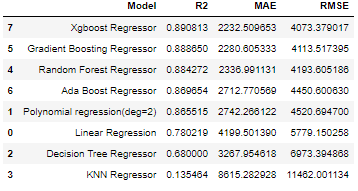 Model R2 MAE RMSE
7 Xgboost Regressor 0.890813 2232.509653 4073.379017
5 Gradient Boosting Regressor 0.888650 2280.605333 4113.517395
4 Random Forest Regressor 0.884272 2336.991131 4193.605186
6 Ada Boost Regressor 0.869654 2712.770569 4450.600630
1 Polynomial regression(deg=2) 0.865515 2742.266122 4520.694700
0 Linear Regression 0.780219 4199.501390 5779.150258
2 Decision Tree Regressor 0.680000 3267.954618 6973.394868
3 KNN Regressor 0.135464 8615.282928 11462.001134